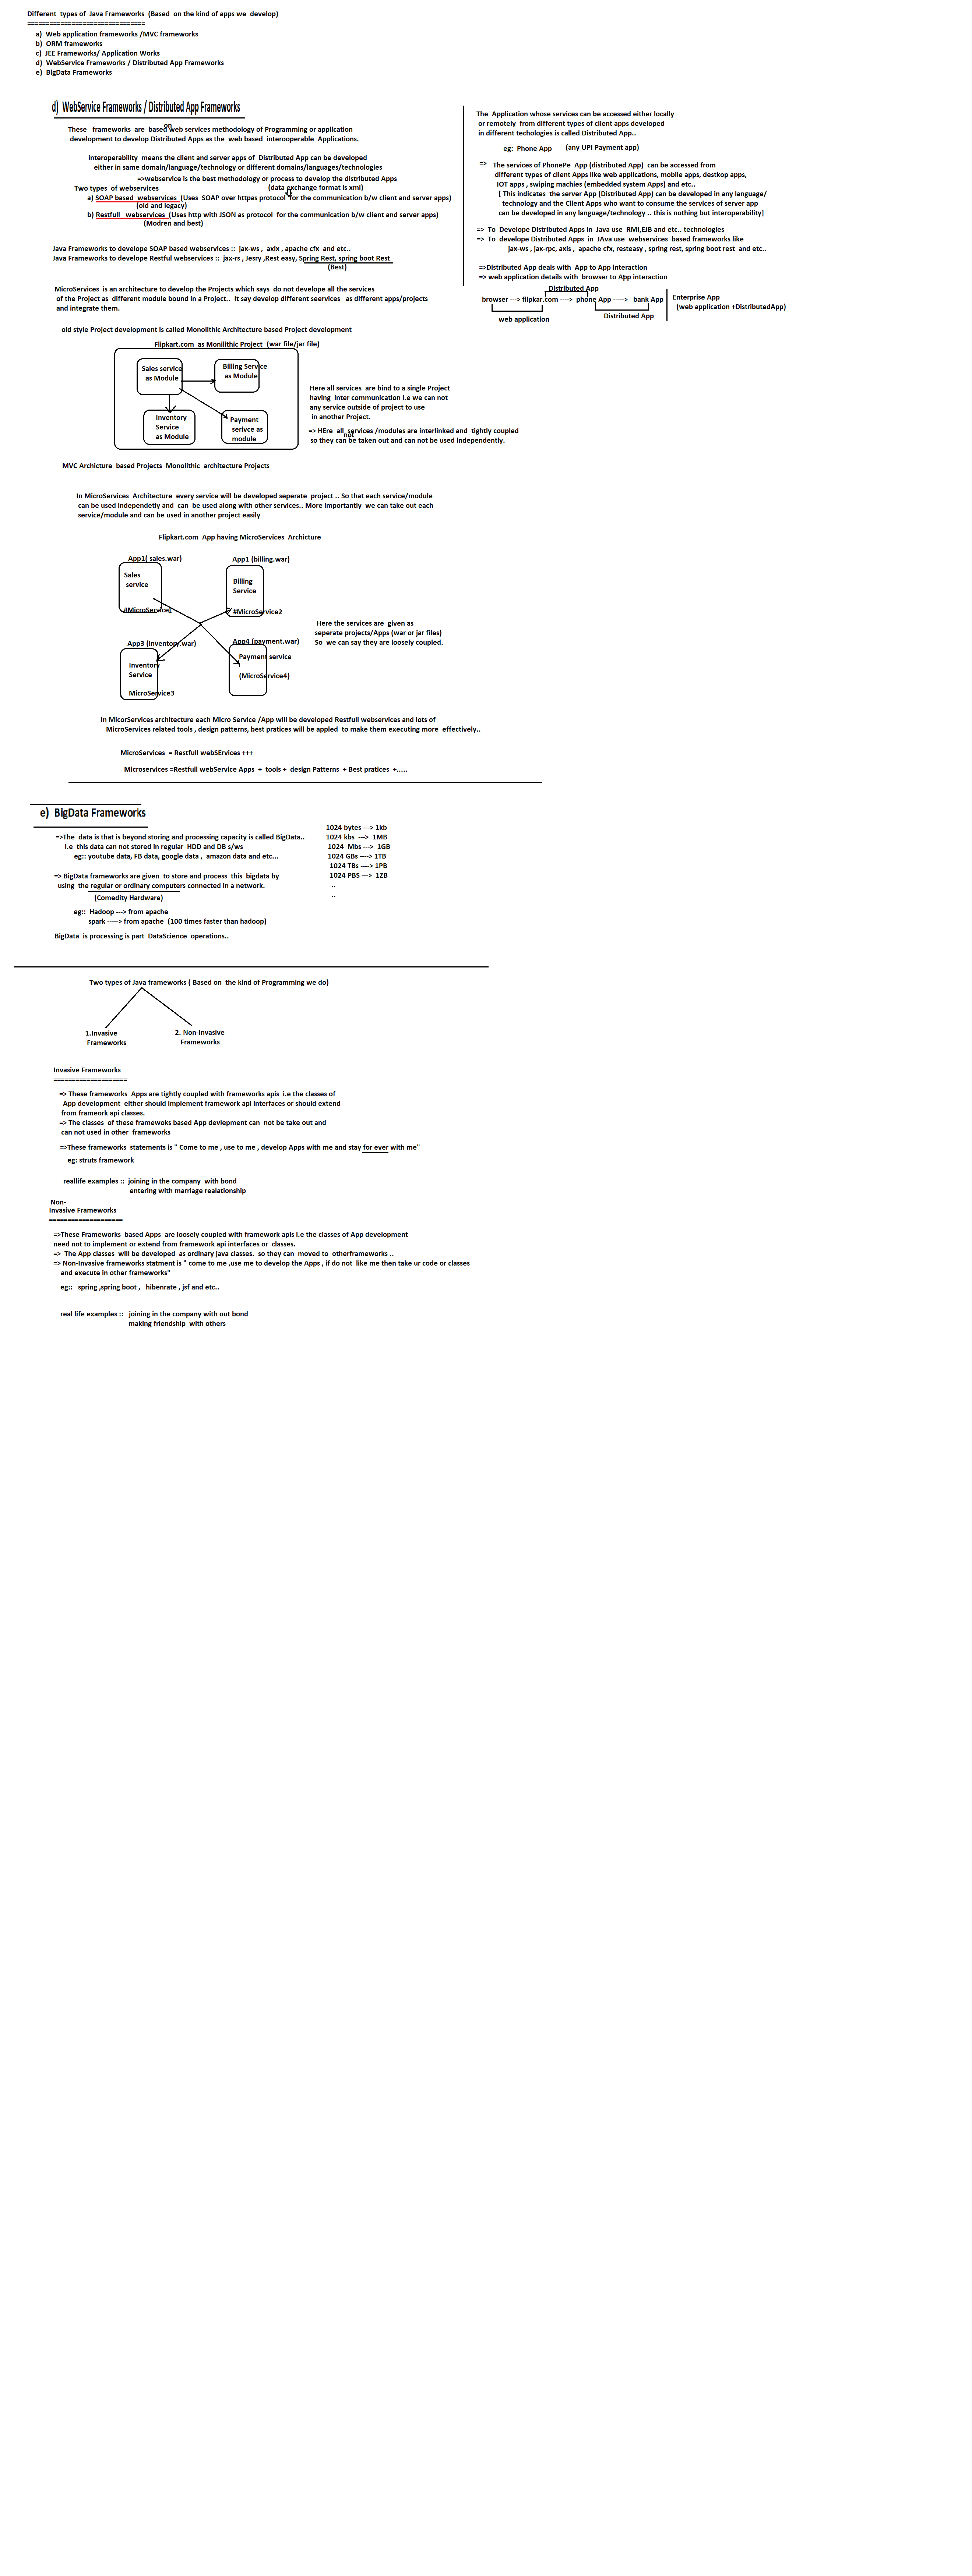 Different types of Java Frameworks (Based on the kind of apps we develop)
================================
a) Web application frameworks /MVC frameworks
b) ORM frameworks
c) JEE Frameworks/ Application Works
d) WebService Frameworks / Distributed App Frameworks
e) BigData Frameworks
d) WebService Frameworks / Distributed App Frameworks
on
These frameworks are based web services methodology of Programming or application
development to develop Distributed Apps as the web based interooperable Applications.
interoperability means the client and server apps of Distributed App can be developed
either in same domain/language/technology or different domains/languages/technologies
=>webservice is the best methodology or process to develop the distributed Apps
Two types of webservices
(data exchange format is xml)
a) SOAP based webservices (Uses SOAP over httpas protocol for the communication b/w client and server apps)
(old and legacy)
b) Restfull webservices (Uses http with JSON as protocol for the communication b/w client and server apps)
(Modren and best)
Java Frameworks to develope SOAP based webservices :: jax-ws , axix , apache cfx and etc..
Java Frameworks to develope Restful webservices :: jax-rs , Jesry ,Rest easy, Spring Rest, spring boot Rest
(Best)
The Application whose services can be accessed either locally
or remotely from different types of client apps developed
in different techologies is called Distributed App..
eg: Phone App (any UPI Payment app)
=> The services of PhonePe App (distributed App) can be accessed from
different types of client Apps like web applications, mobile apps, destkop apps,
IOT apps , swiping machies (embedded system Apps) and etc..
[ This indicates the server App (Distributed App) can be developed in any language/
technology and the Client Apps who want to consume the services of server app
can be developed in any language/technology .. this is nothing but interoperability]
=> To Develope Distributed Apps in Java use RMI,EJB and etc.. technologies
=> To develope Distributed Apps in JAva use webservices based frameworks like
jax-ws , jax-rpc, axis , apache cfx, resteasy , spring rest, spring boot rest and etc..
=>Distributed App deals with App to App interaction
=> web application details with browser to App interaction
Distributed App
browser ---> flipkar.com ----> phone App -----> bank App
web application
Distributed App
Enterprise App
(web application +DistributedApp)
MicroServices is an architecture to develop the Projects which says do not develope all the services
of the Project as different module bound in a Project.. It say develop different seervices as different apps/projects
and integrate them.
old style Project development is called Monolithic Architecture based Project development
Flipkart.com as Monilithic Project (war file/jar file)
Sales service
as Module
Billing Service
as Module
Inventory
Service
as Module
Payment
serivce as
module
Here all services are bind to a single Project
having inter communication i.e we can not
any service outside of project to use
in another Project.
=> HEre all services /modules are Interlinked and tightly coupled
not
so they can be taken out and can not be used independently.
MVC Archicture based Projects Monolithic architecture Projects
In MicroServices Architecture every service will be developed seperate project .. So that each service/module
can be used independetly and can be used along with other services.. More importantly we can take out each
service/module and can be used in another project easily
Flipkart.com App having MicroServices Archicture
App1( sales.war)
Sales
service
#MicroService1
App1 (billing.war)
Billing
Service
#MicroService2
App3 (inventory.war)
Inventory
Service
MicroService3
App4 (payment.war)
Payment service
(MicroService4)
Here the services are given as
seperate projects/Apps (war or jar files)
So we can say they are loosely coupled.
In MicorServices architecture each Micro Service /App will be developed Restfull webservices and lots of
MicroServices related tools , design patterns, best pratices will be appled to make them executing more effectively..
MicroServices = Restfull webSErvices +++
Microservices =Restfull webService Apps + tools + design Patterns + Best pratices +.....
e) BigData Frameworks
=>The data is that is beyond storing and processing capacity is called BigData..
i.e this data can not stored in regular HDD and DB s/ws
eg:: youtube data, FB data, google data , amazon data and etc...
=> BigData frameworks are given to store and process this bigdata by
using the regular or ordinary computers connected in a network.
(Comedity Hardware)
eg:: Hadoop ---> from apache
spark -----> from apache (100 times faster than hadoop)
BigData is processing is part DataScience operations..
1024 bytes ---> 1kb
1024 kbs ---> 1MB
1024 Mbs ---> 1GB
1024 GBs ----> 1TB
1024 TBs ----> 1PB
1024 PBS ---> 1ZB
..
..
Two types of Java frameworks ( Based on the kind of Programming we do)
1.Invasive
Frameworks
2. Non-Invasive
Frameworks
Invasive Frameworks
====================
=> These frameworks Apps are tightly coupled with frameworks apis i.e the classes of
App development either should implement framework api interfaces or should extend
from frameork api classes.
=> The classes of these framewoks based App devlepment can not be take out and
can not used in other frameworks
=>These frameworks statements is " Come to me , use to me , develop Apps with me and stay for ever with me"
eg: struts framework
reallife examples :: joining in the company with bond
entering with marriage realationship
Non-
Invasive Frameworks
====================
=>These Frameworks based Apps are loosely coupled with framework apis i.e the classes of App development
need not to implement or extend from framework api interfaces or classes.
=> The App classes will be developed as ordinary java classes. so they can moved to otherframeworks ..
=> Non-Invasive frameworks statment is " come to me ,use me to develop the Apps , if do not like me then take ur code or classes
and execute in other frameworks"
eg:: spring ,spring boot , hibenrate , jsf and etc..
real life examples :: joining in the company with out bond
making friendship with others